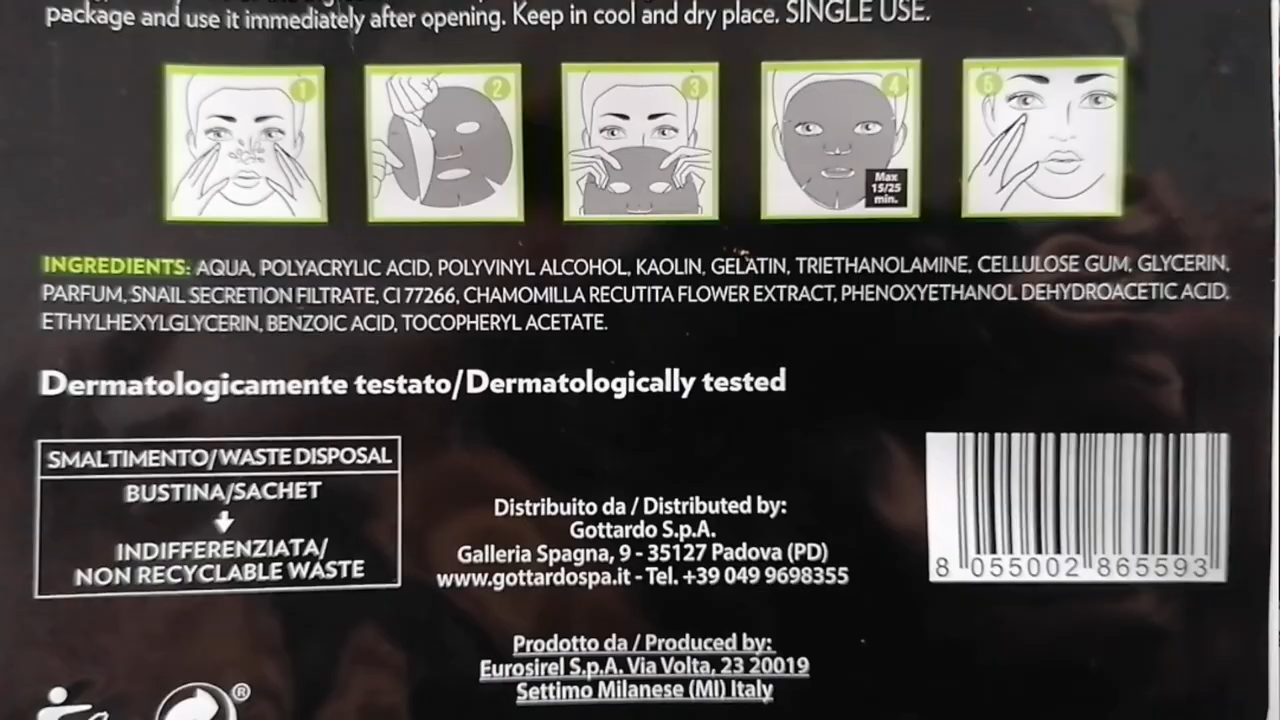 package and use it immediately after opening. Keep in cool and dry place. SINGLE USE.
1
2
3
4
5
Max
15/25
min.
INGREDIENTS: AQUA, POLYACRYLIC ACID, POLYVINYL ALCOHOL, KAOLIN, GELATIN, TRIETHANOLAMINE, CELLULOSE GUM, GLYCERIN,
PARFUM, SNAIL SECRETION FILTRATE, CI 77266, CHAMOMILLA RECUTITA FLOWER EXTRACT, PHENOXYETHANOL DEHYDROACETIC ACID,
ETHYLHEXYLGLYCERIN, BENZOIC ACID, TOCOPHERYL ACETATE.
Dermatologicamente testato/Dermatologically tested
SMALTIMENTO/WASTE DISPOSAL
BUSTINA/SACHET
INDIFFERENZIATA/
NON RECYCLABLE WASTE
Distribuito da / Distributed by:
Gottardo S.p.A.
Galleria Spagna, 9 - 35127 Padova (PD)
www.gottardospa.it - Tel. +39 049 9698355
8 055002 865593
Prodotto da / Produced by:
Eurosirel S.p.A. Via Volta, 23 20019
Settimo Milanese (MI) Italy
®